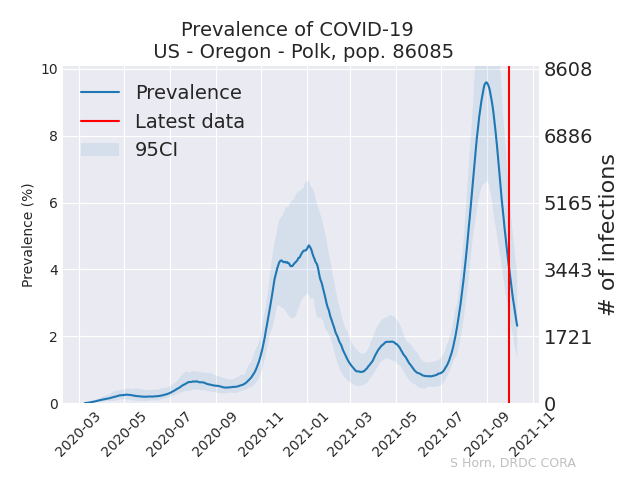 Prevalence of COVID-19
US - Oregon - Polk, pop. 86085
Prevalence
Latest data
95CI
Prevalence (%)
10
8
6
4
2
0
8608
6886
5165
3443
1721
0
# of infections
2020-03
2020-05
2020-07
2020-09
2020-11
2021-01
2021-03
2021-05
2021-07
2021-09
2021-11
S Horn, DRDC CORA